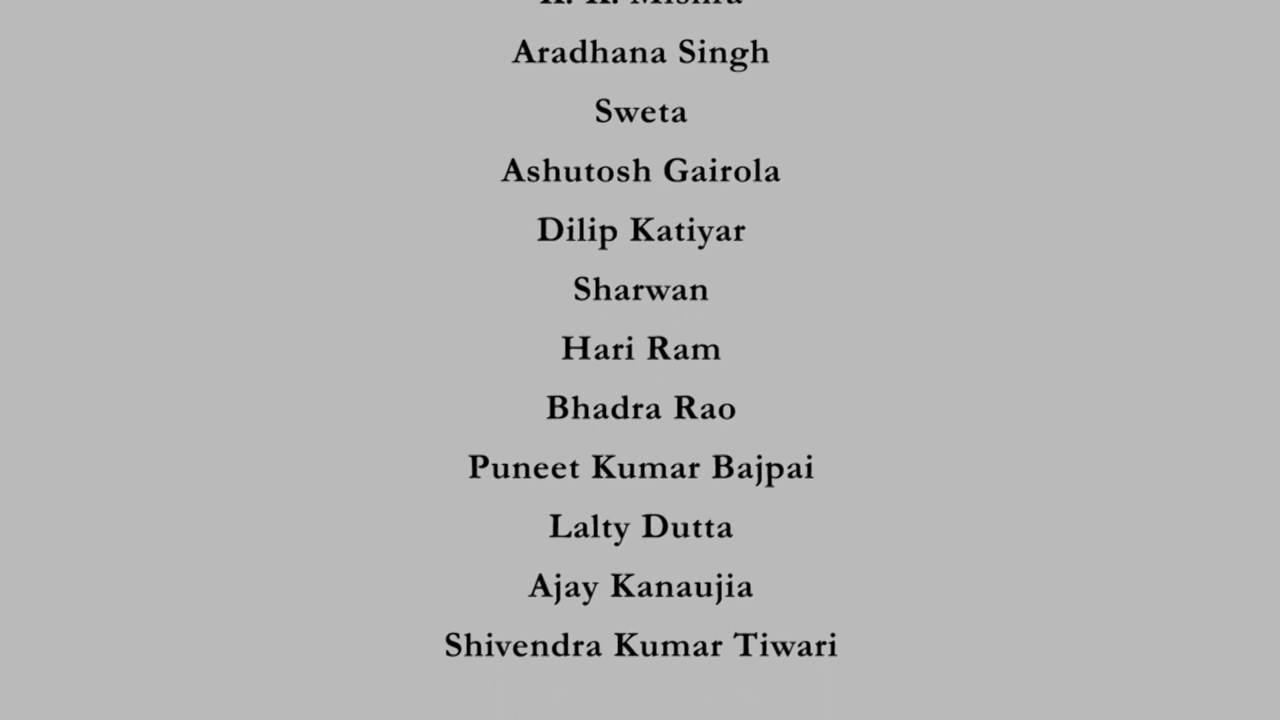 Aradhana Singh
Sweta
Ashutosh Gairola
Dilip Katiyar
Sharwan
Hari Ram
Bhadra Rao
Puneet Kumar Bajpai
Lalty Dutta
Ajay Kanaujia
Shivendra Kumar Tiwari